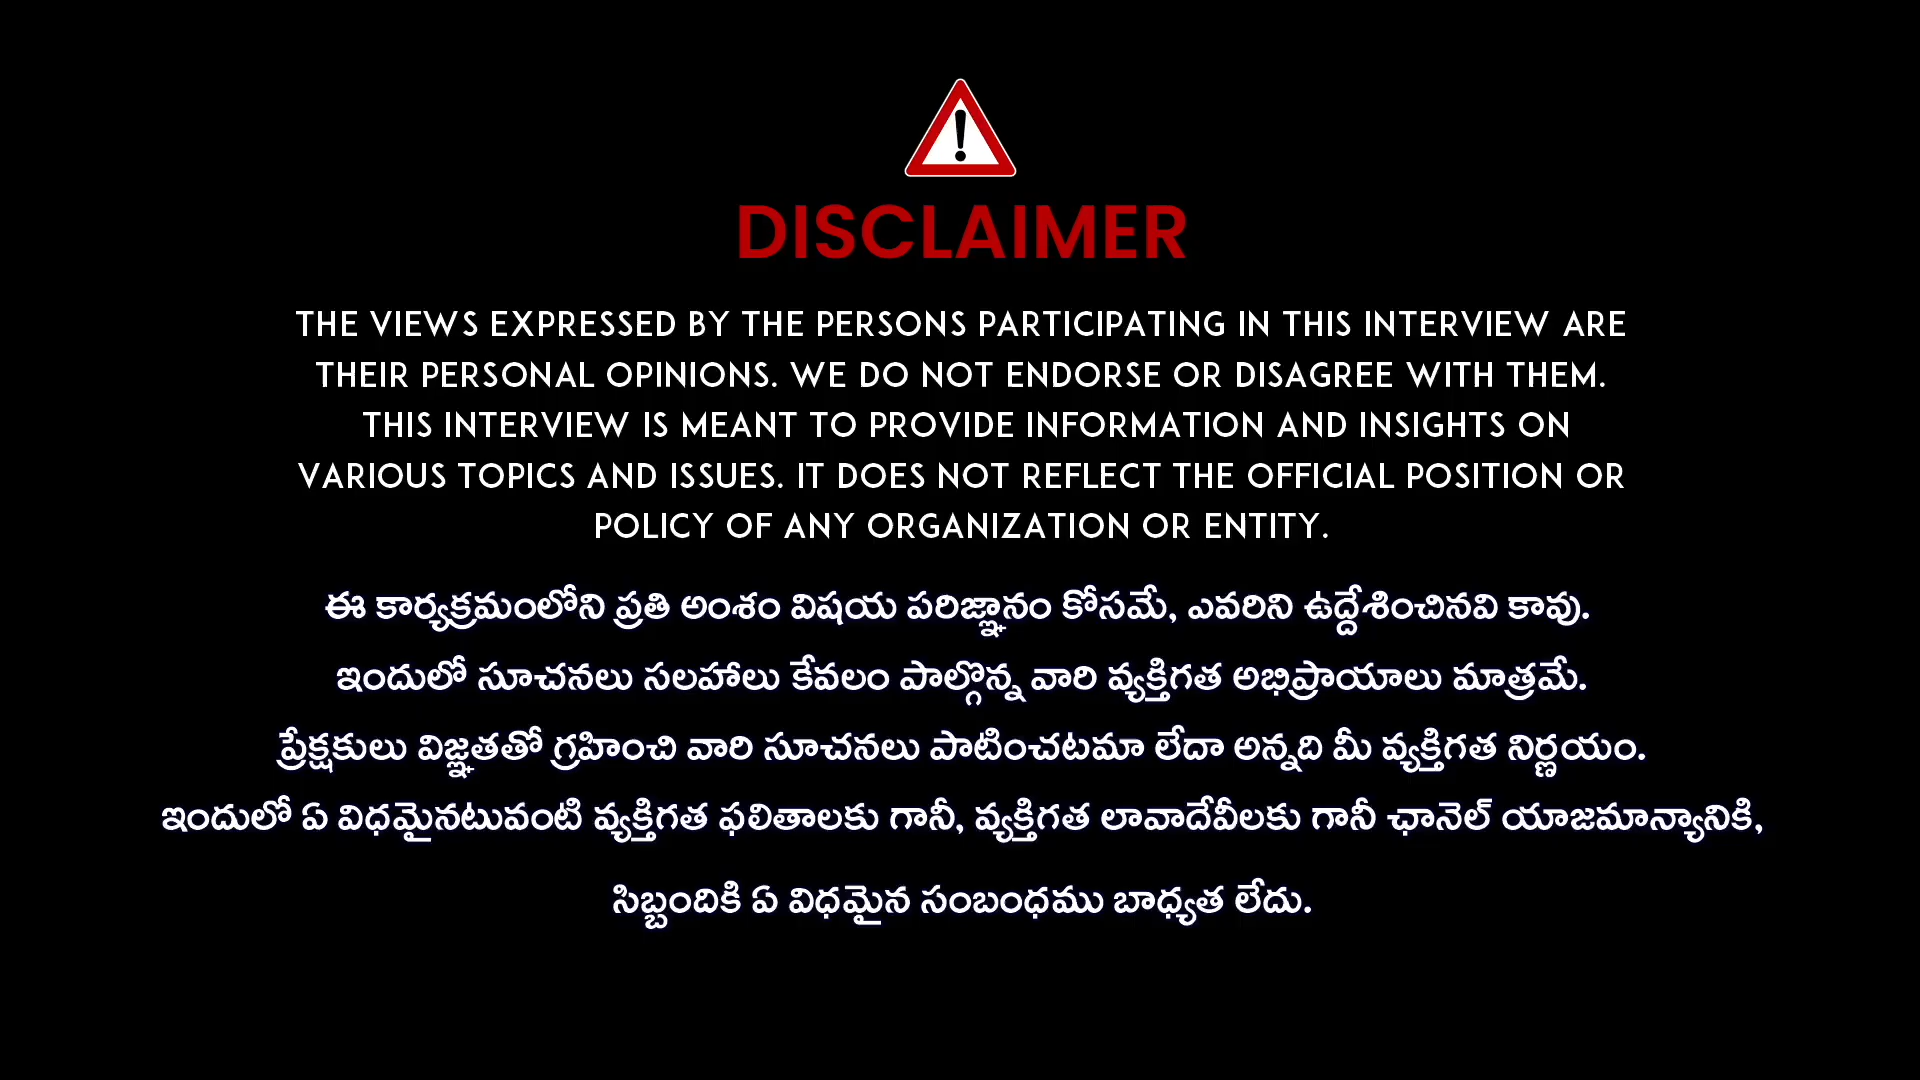 DISCLAIMER
THE VIEWS EXPRESSED BY THE PERSONS PARTICIPATING IN THIS INTERVIEW ARE
THEIR PERSONAL OPINIONS. WE DO NOT ENDORSE OR DISAGREE WITH THEM.
THIS INTERVIEW IS MEANT TO PROVIDE INFORMATION AND INSIGHTS ON
VARIOUS TOPICS AND ISSUES. IT DOES NOT REFLECT THE OFFICIAL POSITION OR
POLICY OF ANY ORGANIZATION OR ENTITY.
ఈ కార్యక్రమంలోని ప్రతి అంశం విషయ పరిజ్ఞానం కోసమే, ఎవరిని ఉద్దేశించినవి కావు.
ఇందులో సూచనలు సలహాలు కేవలం పాల్గొన్న వారి వ్యక్తిగత అభిప్రాయాలు మాత్రమే.
ప్రేక్షకులు విజ్ఞతతో గ్రహించి వారి సూచనలు పాటించటమా లేదా అన్నది మీ వ్యక్తిగత నిర్ణయం.
ఇందులో ఏ విధమైనటువంటి వ్యక్తిగత ఫలితాలకు గానీ, వ్యక్తిగత లావాదేవీలకు గానీ ఛానెల్ యాజమాన్యానికి,
సిబ్బందికి ఏ విధమైన సంబంధము బాధ్యత లేదు.